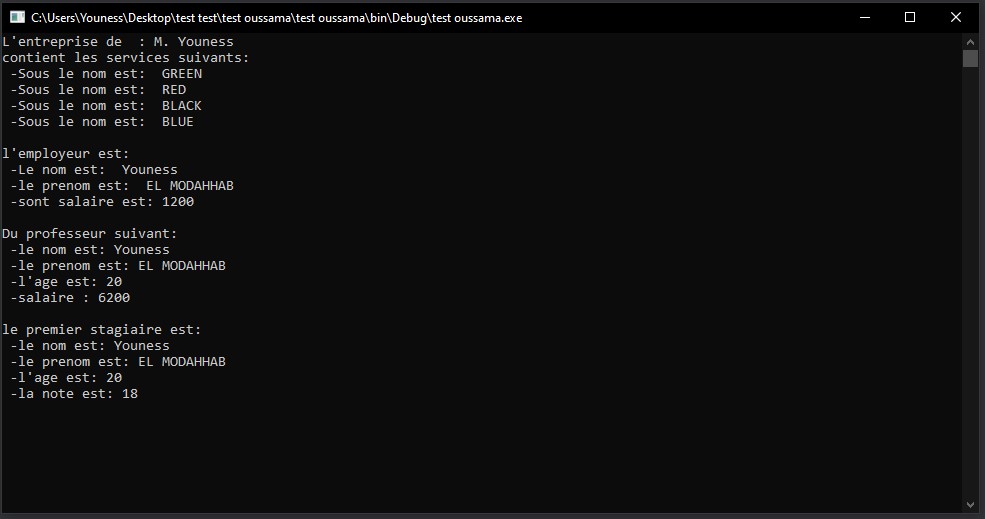 C:\Users\Youness\Desktop\test test\test oussama\test oussama\bin\Debug\test oussama.exe
L'entreprise de  : M. Youness
contient les services suivants:
 -Sous le nom est:  GREEN
 -Sous le nom est:  RED
 -Sous le nom est:  BLACK
 -Sous le nom est:  BLUE

l'employeur est:
 -Le nom est:  Youness
 -le prenom est:  EL MODAHHAB
 -sont salaire est: 1200

Du professeur suivant:
 -le nom est: Youness
 -le prenom est: EL MODAHHAB
 -l'age est: 20
 -salaire : 6200

le premier stagiaire est:
 -le nom est: Youness
 -le prenom est: EL MODAHHAB
 -l'age est: 20
 -la note est: 18